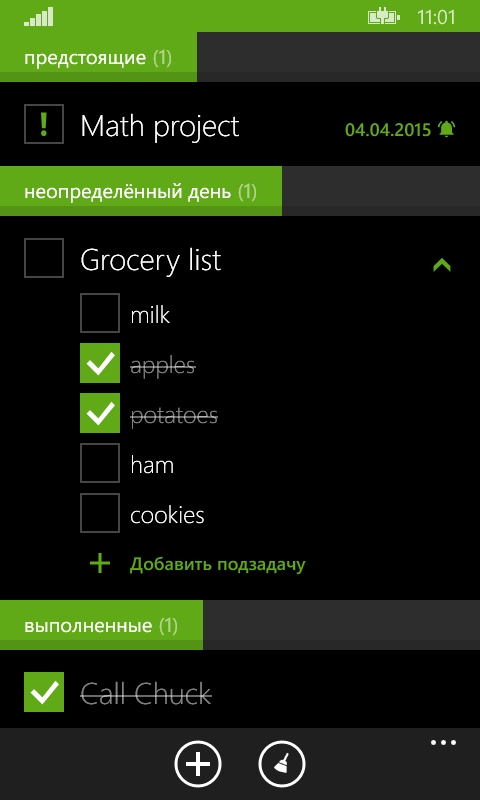 11:01
предстоящие (1)
! Math project 04.04.2015
неопределённый день (1)
Grocery list
milk
apples
potatoes
ham
cookies
Добавить подзадачу
выполненные (1)
Call Chuck